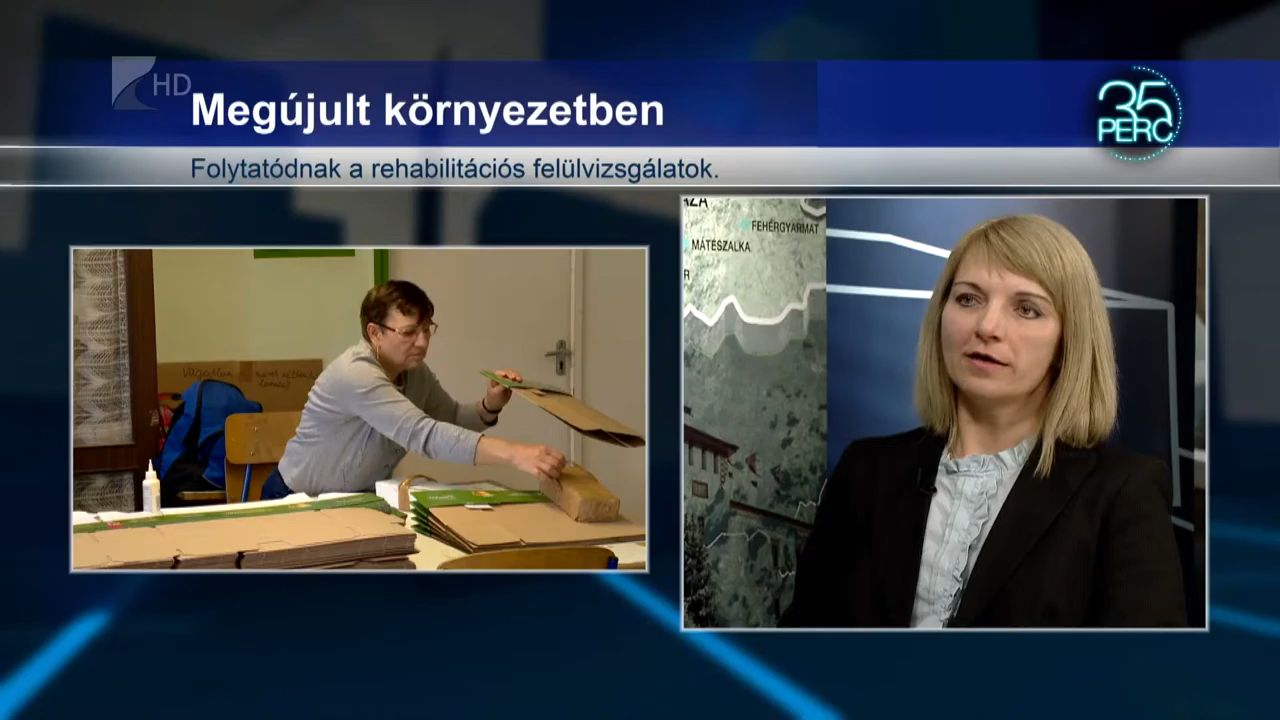 HD
Megújult környezetben
35
PERC
Folytatódnak a rehabilitációs felülvizsgálatok.
FEHÉRGYARMAT
MÁTÉSZALKA
R